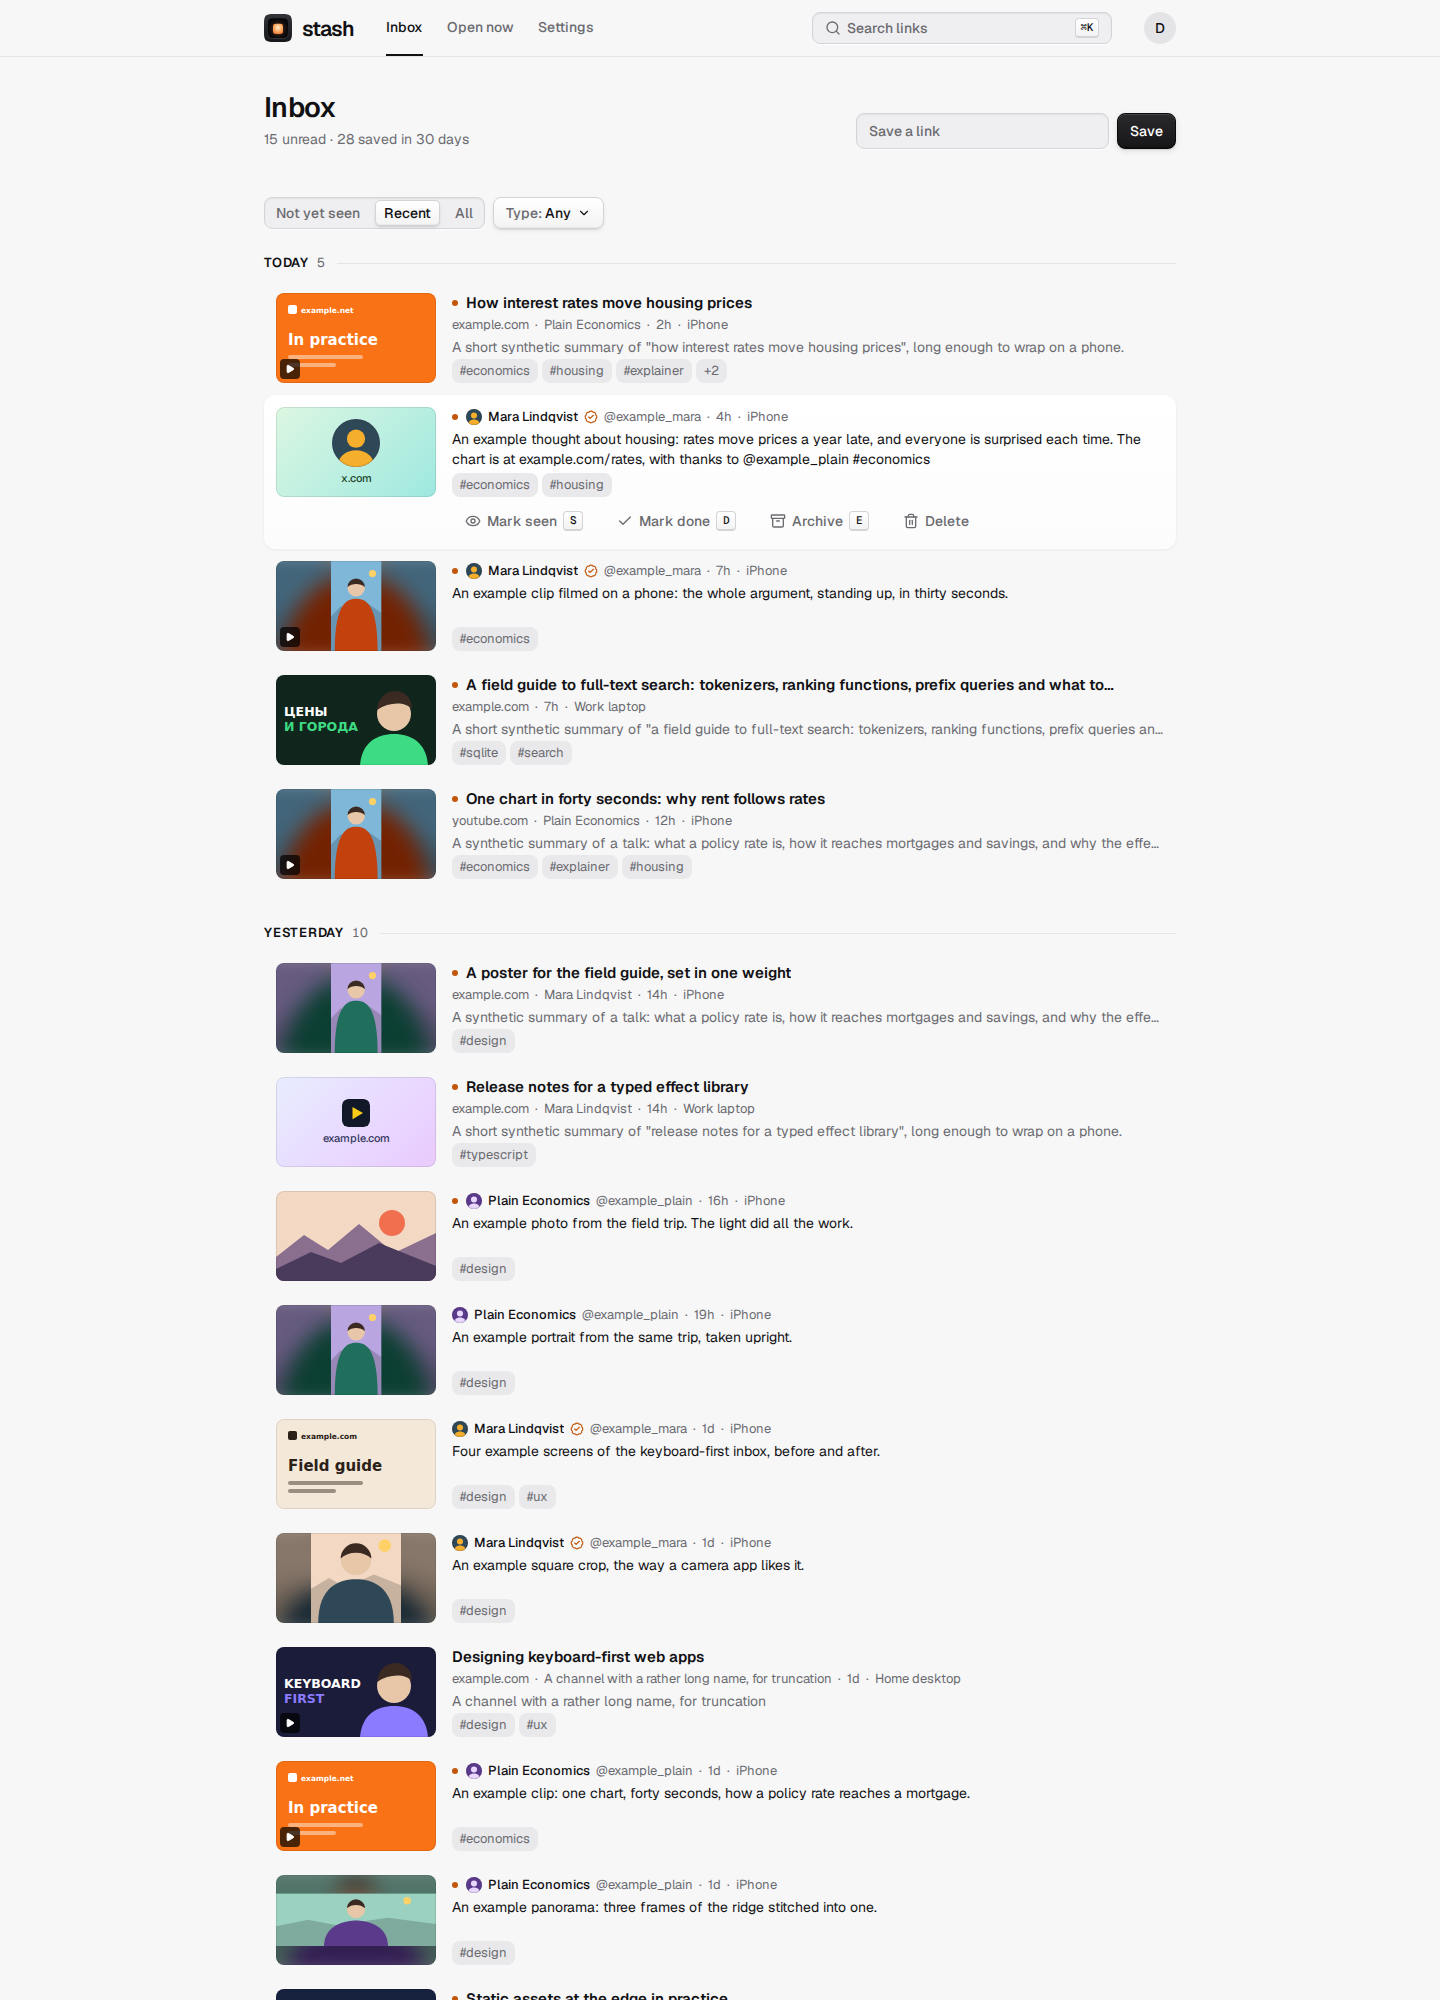 stash Inbox Open now Settings Search links ⌘K D
Inbox
15 unread · 28 saved in 30 days
Save a link Save
Not yet seen Recent All Type: Any
TODAY 5
example.net
In practice
How interest rates move housing prices
example.com · Plain Economics · 2h · iPhone
A short synthetic summary of "how interest rates move housing prices", long enough to wrap on a phone.
#economics #housing #explainer +2
x.com
Mara Lindqvist @example_mara · 4h · iPhone
An example thought about housing: rates move prices a year late, and everyone is surprised each time. The
chart is at example.com/rates, with thanks to @example_plain #economics
#economics #housing
Mark seen S Mark done D Archive E Delete
Mara Lindqvist @example_mara · 7h · iPhone
An example clip filmed on a phone: the whole argument, standing up, in thirty seconds.
#economics
ЦЕНЫ
И ГОРОДА
A field guide to full-text search: tokenizers, ranking functions, prefix queries and what to...
example.com · 7h · Work laptop
A short synthetic summary of "a field guide to full-text search: tokenizers, ranking functions, prefix queries an...
#sqlite #search
One chart in forty seconds: why rent follows rates
youtube.com · Plain Economics · 12h · iPhone
A synthetic summary of a talk: what a policy rate is, how it reaches mortgages and savings, and why the effe...
#economics #explainer #housing
YESTERDAY 10
A poster for the field guide, set in one weight
example.com · Mara Lindqvist · 14h · iPhone
A synthetic summary of a talk: what a policy rate is, how it reaches mortgages and savings, and why the effe...
#design
example.com
Release notes for a typed effect library
example.com · Mara Lindqvist · 14h · Work laptop
A short synthetic summary of "release notes for a typed effect library", long enough to wrap on a phone.
#typescript
Plain Economics @example_plain · 16h · iPhone
An example photo from the field trip. The light did all the work.
#design
Plain Economics @example_plain · 19h · iPhone
An example portrait from the same trip, taken upright.
#design
example.com
Field guide
Mara Lindqvist @example_mara · 1d · iPhone
Four example screens of the keyboard-first inbox, before and after.
#design #ux
Mara Lindqvist @example_mara · 1d · iPhone
An example square crop, the way a camera app likes it.
#design
KEYBOARD
FIRST
Designing keyboard-first web apps
example.com · A channel with a rather long name, for truncation · 1d · Home desktop
A channel with a rather long name, for truncation
#design #ux
example.net
In practice
Plain Economics @example_plain · 1d · iPhone
An example clip: one chart, forty seconds, how a policy rate reaches a mortgage.
#economics
Plain Economics @example_plain · 1d · iPhone
An example panorama: three frames of the ridge stitched into one.
#design
Static assets at the edge in practice